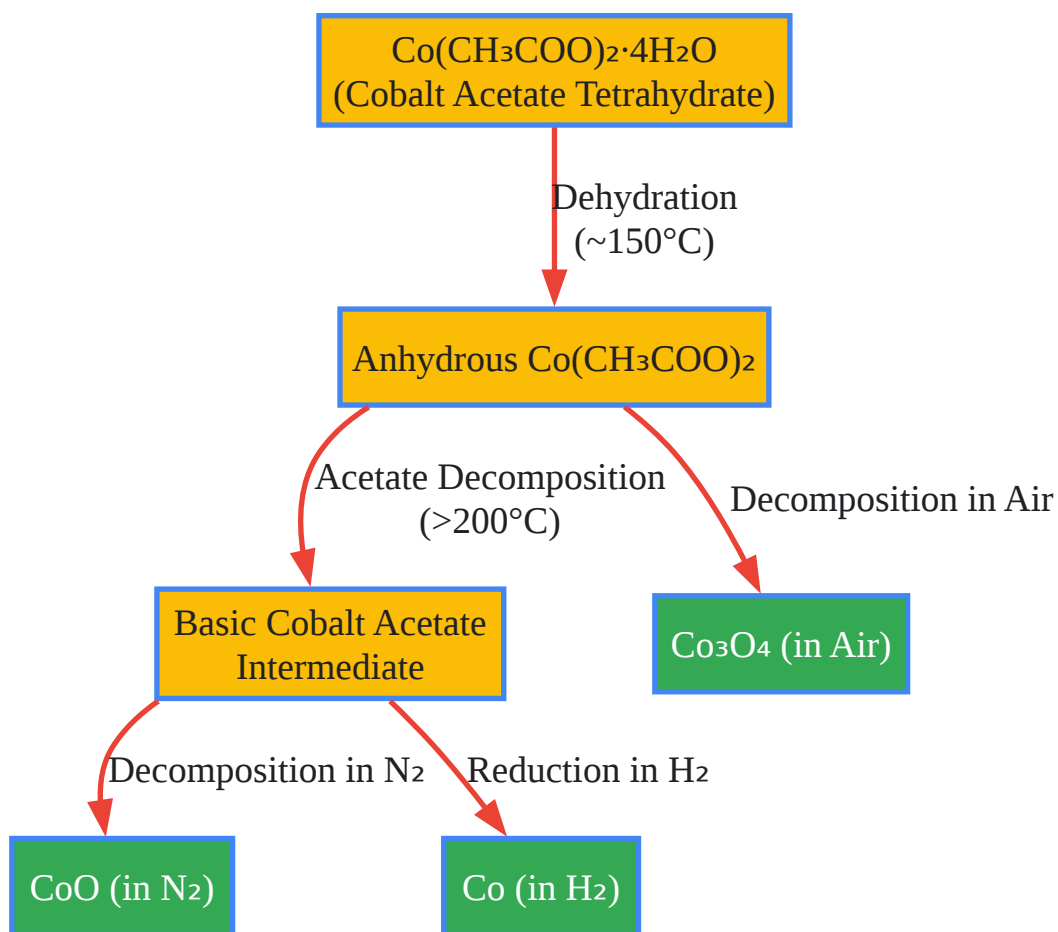 Co(CH₃COO)₂·4H₂O
(Cobalt Acetate Tetrahydrate)
Dehydration
(~150°C)
Anhydrous Co(CH₃COO)₂
Acetate Decomposition
(>200°C)
Decomposition in Air
Basic Cobalt Acetate
Intermediate
Co₃O₄ (in Air)
Decomposition in N₂
Reduction in H₂
CoO (in N₂)
Co (in H₂)